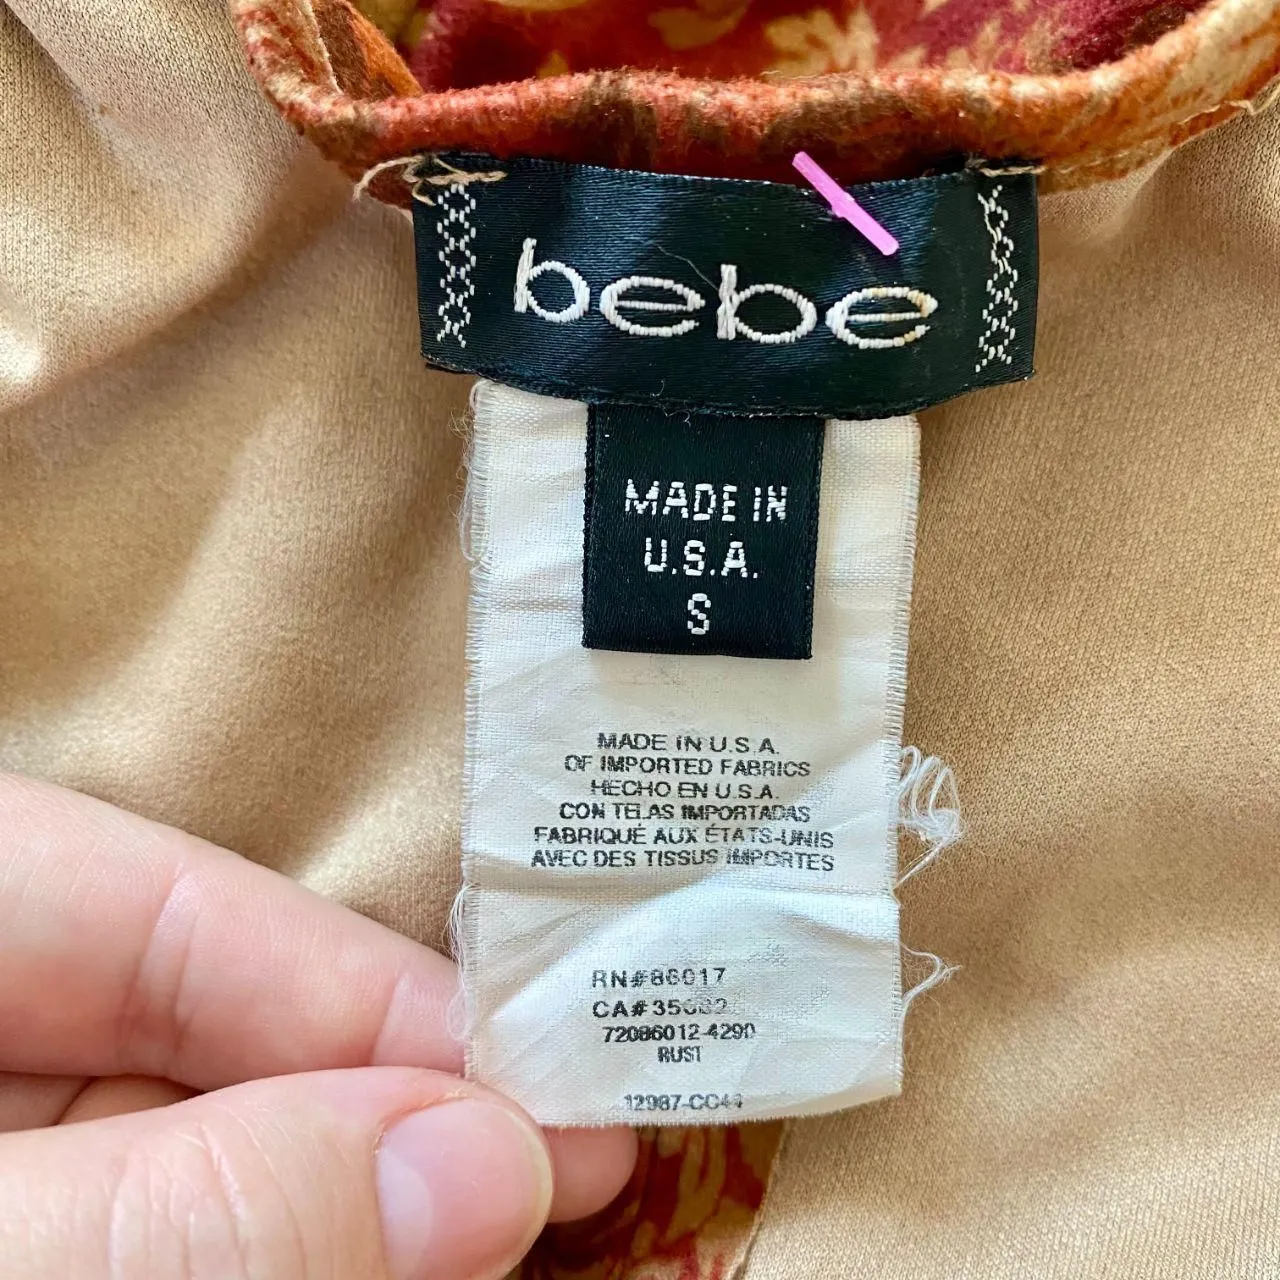 bebe
MADE IN
U.S.A.
S
MADE IN U.S.A.
OF IMPORTED FABRICS
HECHO EN U.S.A.
CON TELAS IMPORTADAS
FABRIQUÉ AUX ÉTATS-UNIS
AVEC DES TISSUS IMPORTES
RN#86017
CA#
72086012-4290
RUST